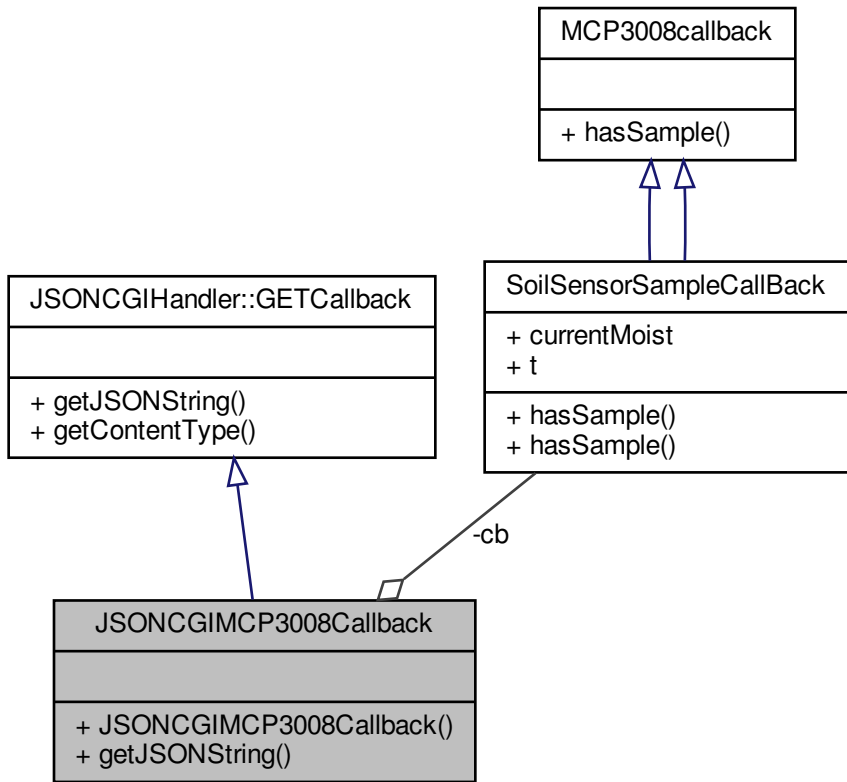 MCP3008callback
+ hasSample()
JSONCGIHandler::GETCallback
+ getJSONString()
+ getContentType()
SoilSensorSampleCallBack
+ currentMoist
+ t
+ hasSample()
+ hasSample()
-cb
JSONCGIMCP3008Callback
+ JSONCGIMCP3008Callback()
+ getJSONString()